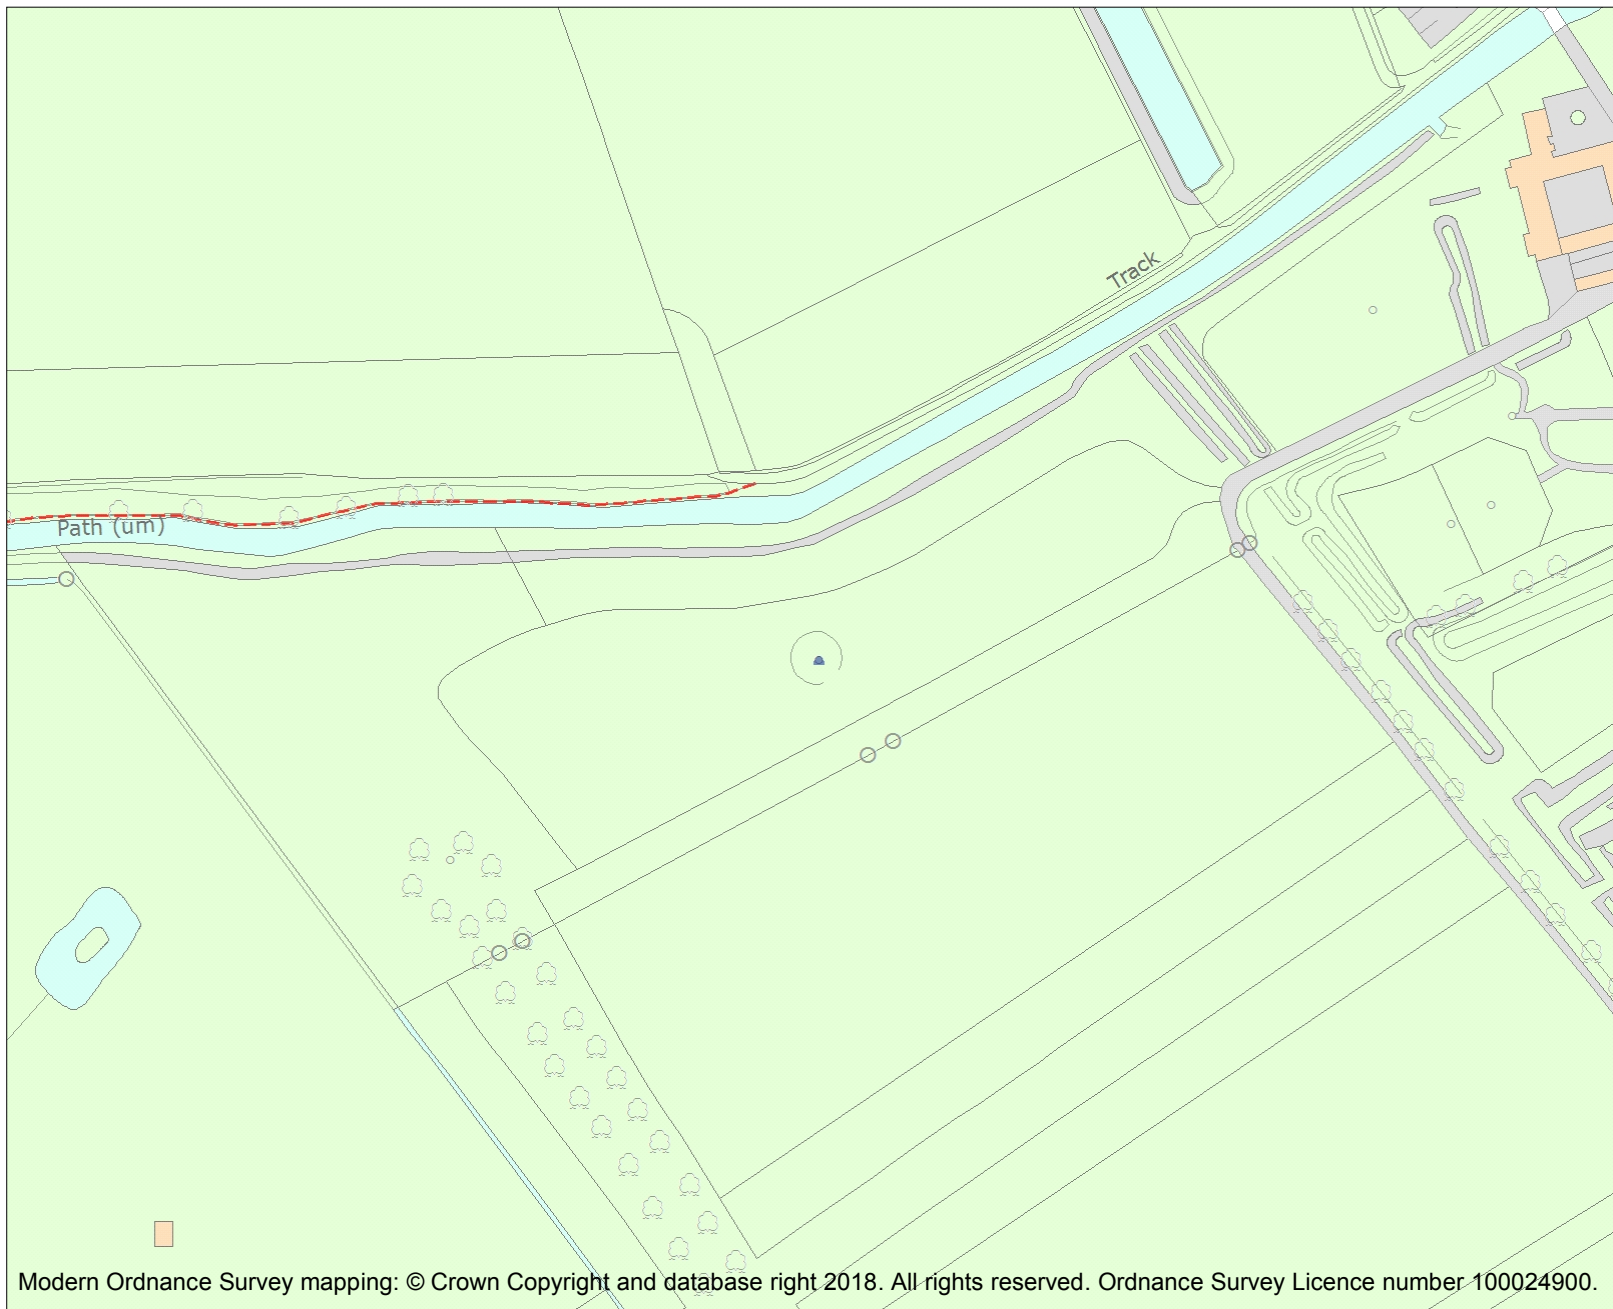 Track
Path (um)
Modern Ordnance Survey mapping: © Crown Copyright and database right 2018. All rights reserved. Ordnance Survey Licence number 100024900.